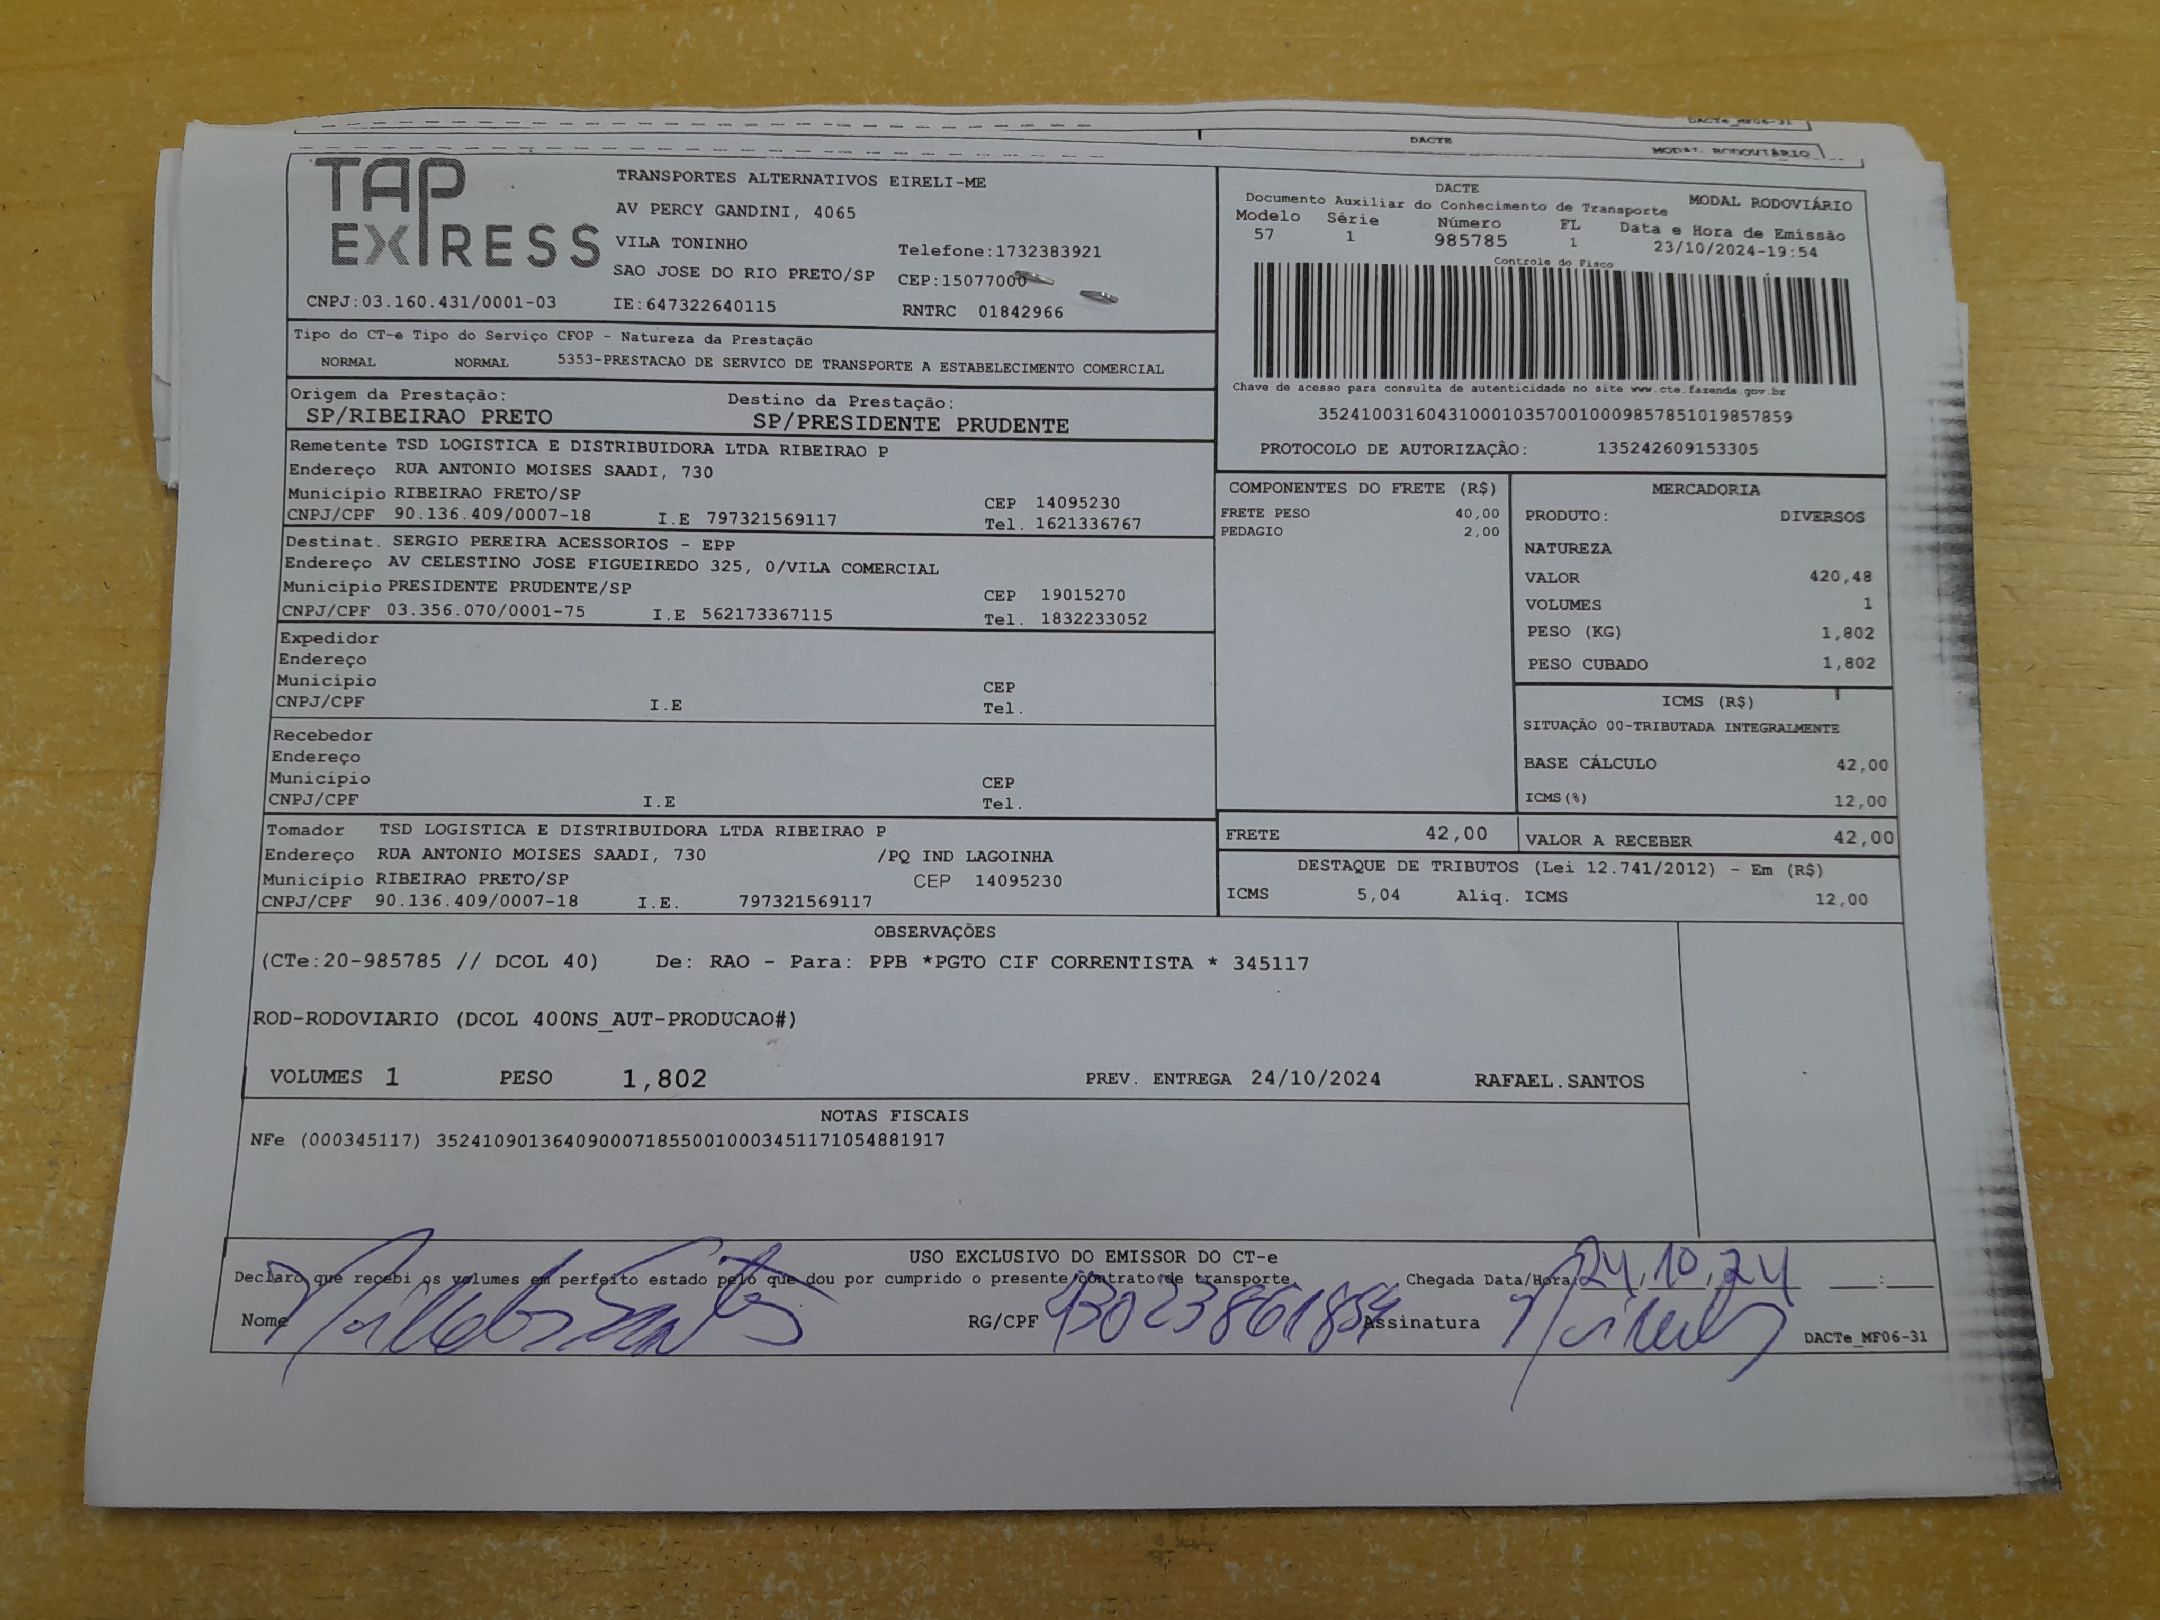 DACTe_MF06-31
DACTE
MODAL RODOVIÁRIO
TAP EXPRESS
TRANSPORTES ALTERNATIVOS EIRELI-ME
AV PERCY GANDINI, 4065
VILA TONINHO Telefone:1732383921
SAO JOSE DO RIO PRETO/SP CEP:15077000
CNPJ:03.160.431/0001-03 IE:647322640115 RNTRC 01842966
DACTE
Documento Auxiliar do Conhecimento de Transporte MODAL RODOVIÁRIO
Modelo Série Número FL Data e Hora de Emissão
57 1 985785 1 23/10/2024-19:54
Controle do Fisco
Chave de acesso para consulta de autenticidade no site www.cte.fazenda.gov.br
35241003160431000103570010009857851019857859
PROTOCOLO DE AUTORIZAÇÂO: 135242609153305
Tipo do CT-e Tipo do Serviço CFOP - Natureza da Prestação
NORMAL NORMAL 5353-PRESTACAO DE SERVICO DE TRANSPORTE A ESTABELECIMENTO COMERCIAL
Origem da Prestação: Destino da Prestação:
SP/RIBEIRAO PRETO SP/PRESIDENTE PRUDENTE
Remetente TSD LOGISTICA E DISTRIBUIDORA LTDA RIBEIRAO P
Endereço RUA ANTONIO MOISES SAADI, 730
Município RIBEIRAO PRETO/SP CEP 14095230
CNPJ/CPF 90.136.409/0007-18 I.E 797321569117 Tel. 1621336767
Destinat. SERGIO PEREIRA ACESSORIOS - EPP
Endereço AV CELESTINO JOSE FIGUEIREDO 325, 0/VILA COMERCIAL
Município PRESIDENTE PRUDENTE/SP CEP 19015270
CNPJ/CPF 03.356.070/0001-75 I.E 562173367115 Tel. 1832233052
Expedidor
Endereço
Município CEP
CNPJ/CPF I.E Tel.
Recebedor
Endereço
Município CEP
CNPJ/CPF I.E Tel.
Tomador TSD LOGISTICA E DISTRIBUIDORA LTDA RIBEIRAO P
Endereço RUA ANTONIO MOISES SAADI, 730 /PQ IND LAGOINHA
Município RIBEIRAO PRETO/SP CEP 14095230
CNPJ/CPF 90.136.409/0007-18 I.E. 797321569117
COMPONENTES DO FRETE (R$)
FRETE PESO 40,00
PEDAGIO 2,00
MERCADORIA
PRODUTO: DIVERSOS
NATUREZA
VALOR 420,48
VOLUMES 1
PESO (KG) 1,802
PESO CUBADO 1,802
ICMS (R$)
SITUAÇÃO 00-TRIBUTADA INTEGRALMENTE
BASE CÁLCULO 42,00
ICMS(%) 12,00
FRETE 42,00 VALOR A RECEBER 42,00
DESTAQUE DE TRIBUTOS (Lei 12.741/2012) - Em (R$)
ICMS 5,04 Aliq. ICMS 12,00
OBSERVAÇÕES
(CTe:20-985785 // DCOL 40) De: RAO - Para: PPB *PGTO CIF CORRENTISTA * 345117
ROD-RODOVIARIO (DCOL 400NS_AUT-PRODUCAO#)
VOLUMES 1 PESO 1,802 PREV. ENTREGA 24/10/2024 RAFAEL.SANTOS
NOTAS FISCAIS
NFe (000345117) 35241090136409000718550010003451171054881917
USO EXCLUSIVO DO EMISSOR DO CT-e
Declaro que recebi os volumes em perfeito estado pelo que dou por cumprido o presente contrato de transporte. Chegada Data/Hora 24,10,24 :
Nome RG/CPF 43023861854 Assinatura
DACTe_MF06-31